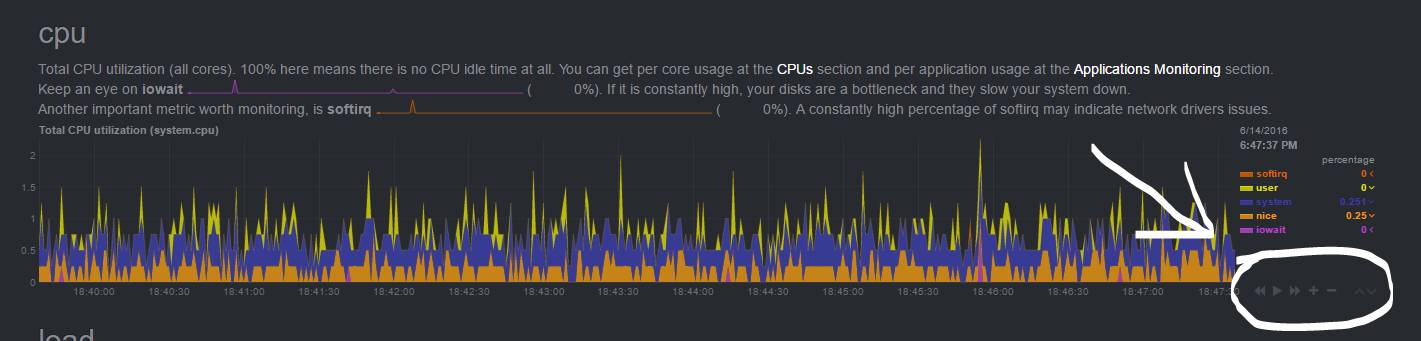 cpu
Total CPU utilization (all cores). 100% here means there is no CPU idle time at all. You can get per core usage at the CPUs section and per application usage at the Applications Monitoring section.
Keep an eye on iowait ( 0%). If it is constantly high, your disks are a bottleneck and they slow your system down.
Another important metric worth monitoring, is softirq ( 0%). A constantly high percentage of softirq may indicate network drivers issues.
Total CPU utilization (system.cpu)
6/14/2016
6:47:37 PM
percentage
softirq 0
user 0
system 0.251
nice 0.25
iowait 0
2
1.5
1
0.5
0
18:40:00 18:40:30 18:41:00 18:41:30 18:42:00 18:42:30 18:43:00 18:43:30 18:44:00 18:44:30 18:45:00 18:45:30 18:46:00 18:46:30 18:47:00 18:47:30
load